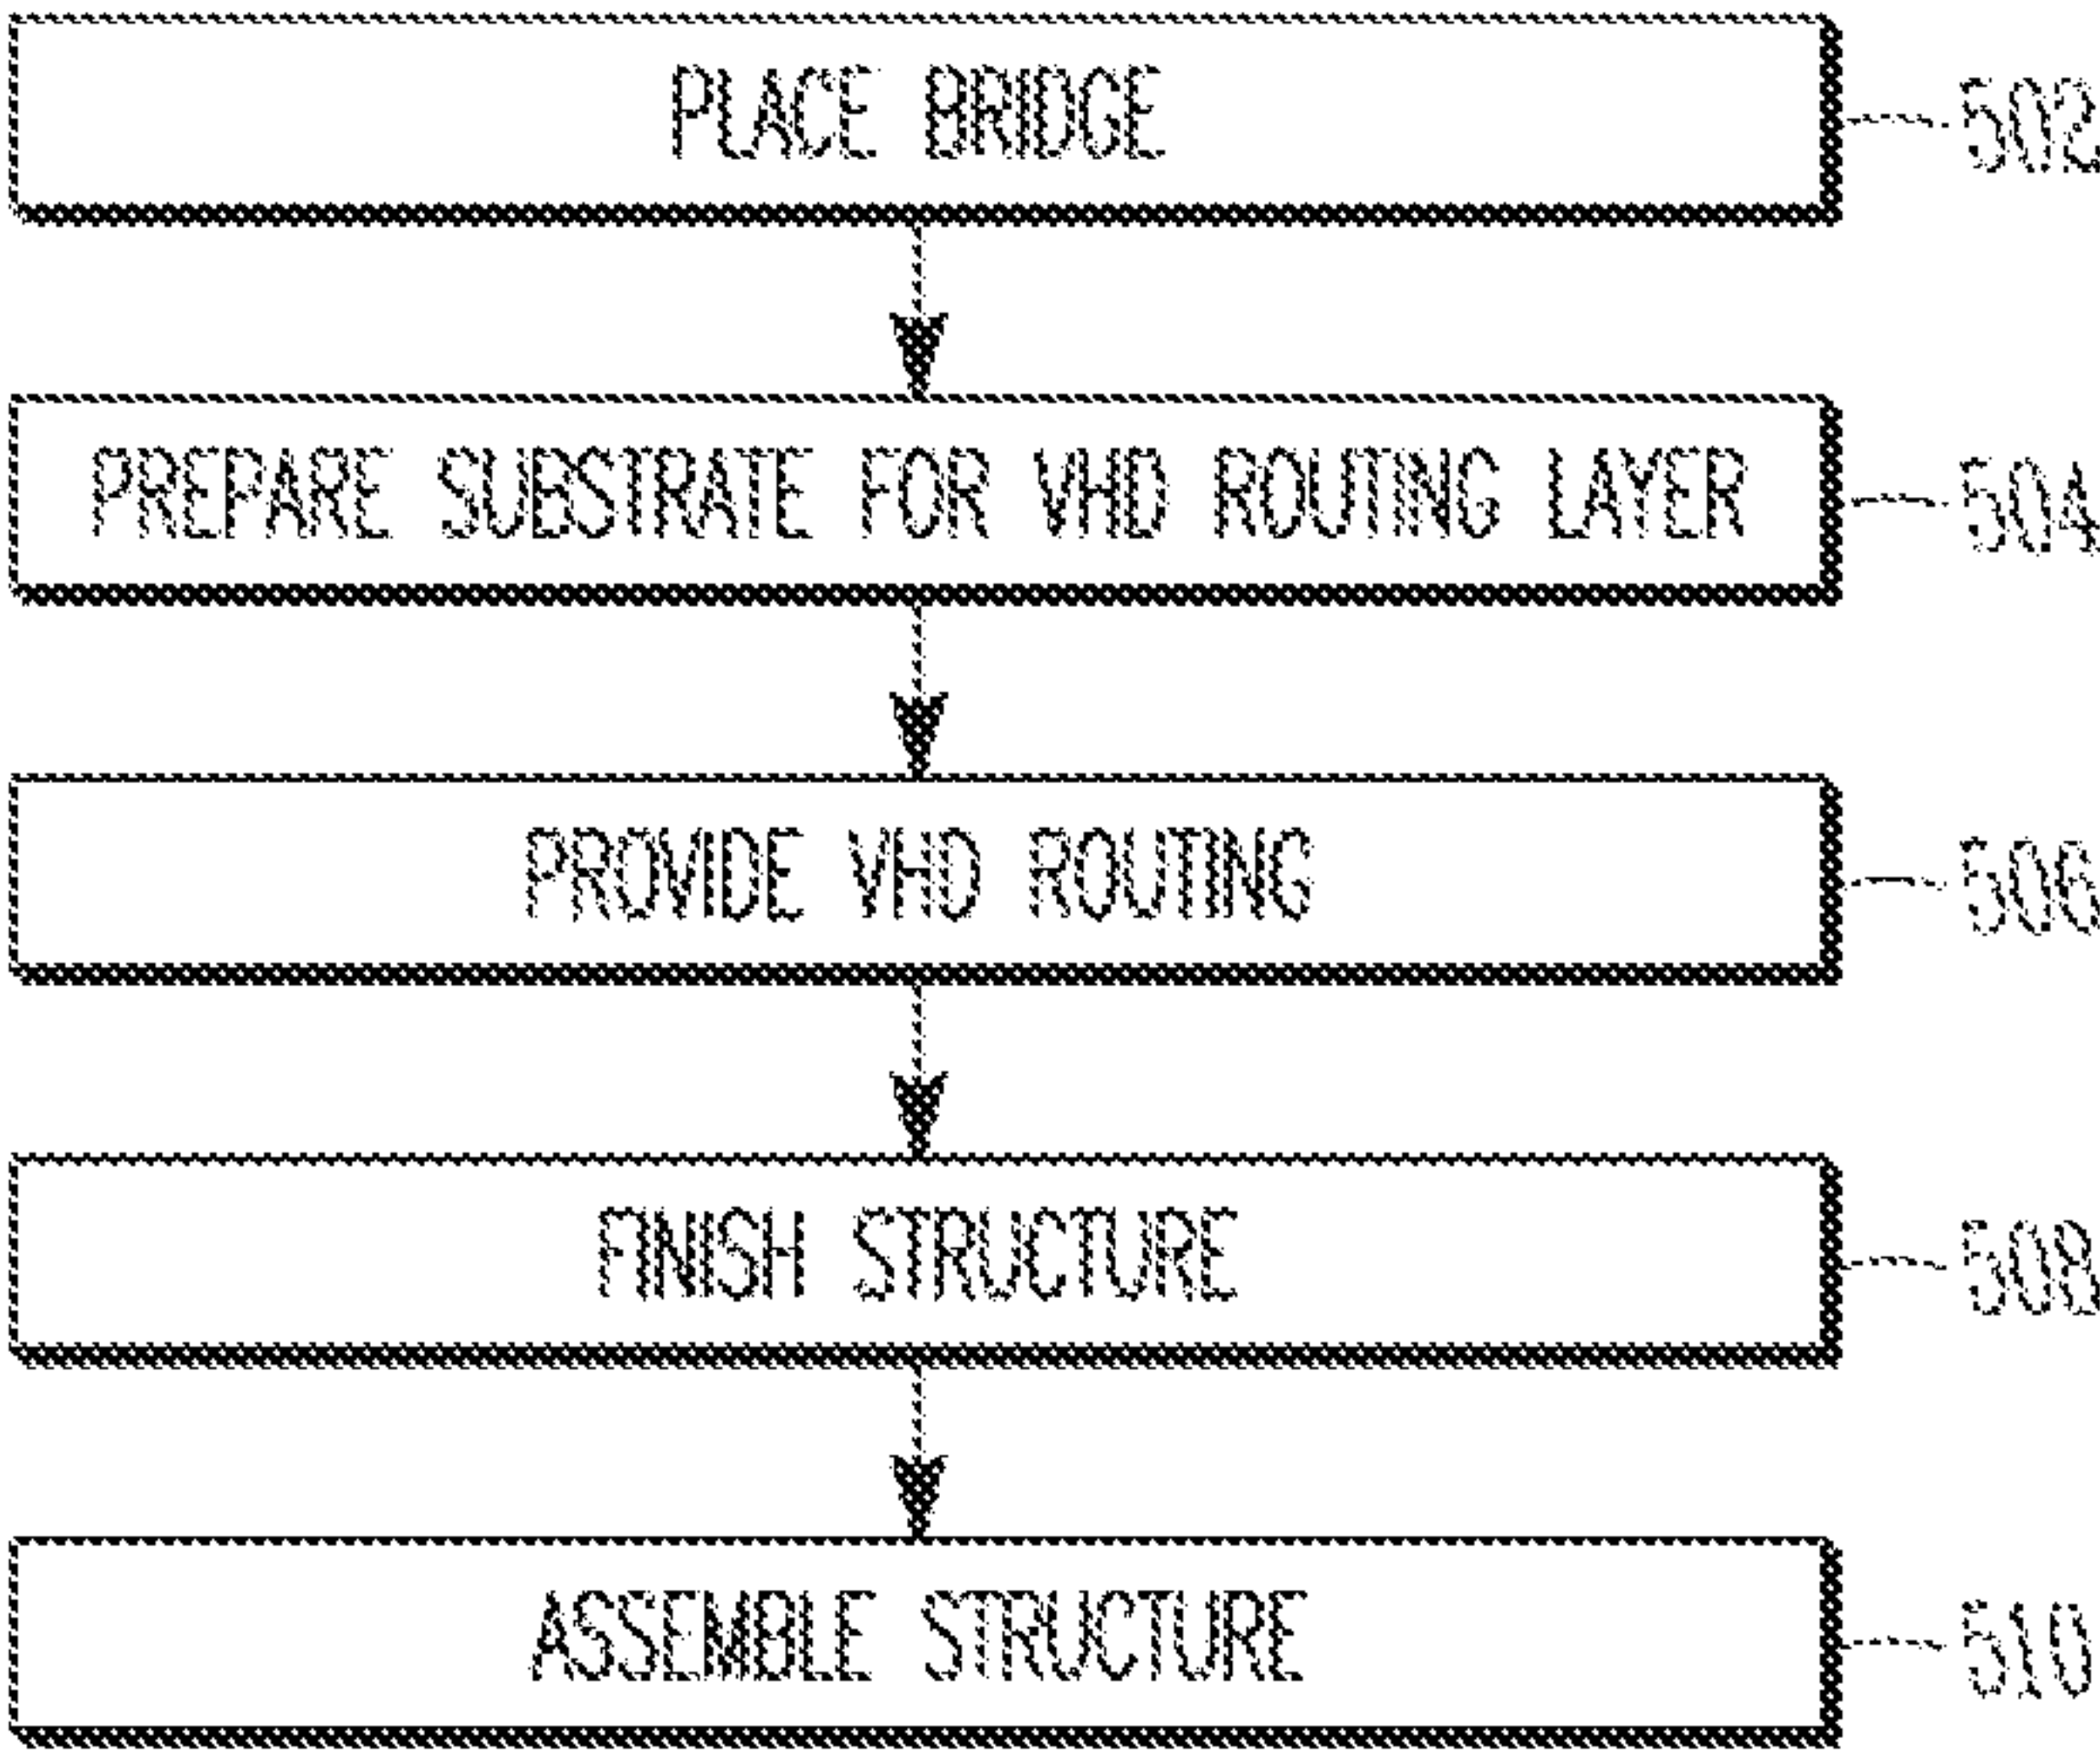 PLACE BRIDGE
502
PREPARE SUBSTRATE FOR VHD ROUTING LAYER
504
PROVIDE VHD ROUTING
506
FINISH STRUCTURE
508
ASSEMBLE STRUCTURE
510